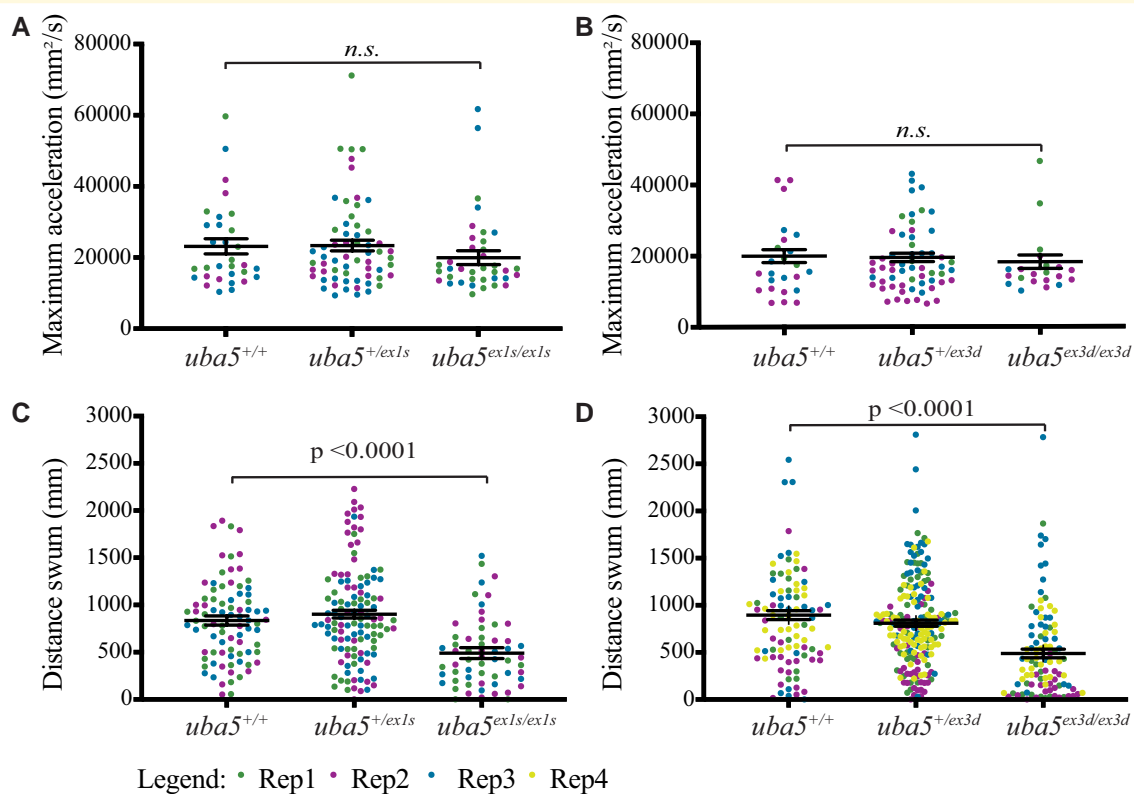 A
Maximum acceleration (mm²/s)
80000
60000
40000
20000
0
n.s.
uba5+/+
uba5+/ex1s
uba5ex1s/ex1s
B
Maximum acceleration (mm²/s)
80000
60000
40000
20000
0
n.s.
uba5+/+
uba5+/ex3d
uba5ex3d/ex3d
C
Distance swum (mm)
3000
2500
2000
1500
1000
500
0
p <0.0001
uba5+/+
uba5+/ex1s
uba5ex1s/ex1s
D
Distance swum (mm)
3000
2500
2000
1500
1000
500
0
p <0.0001
uba5+/+
uba5+/ex3d
uba5ex3d/ex3d
Legend: Rep1 Rep2 Rep3 Rep4